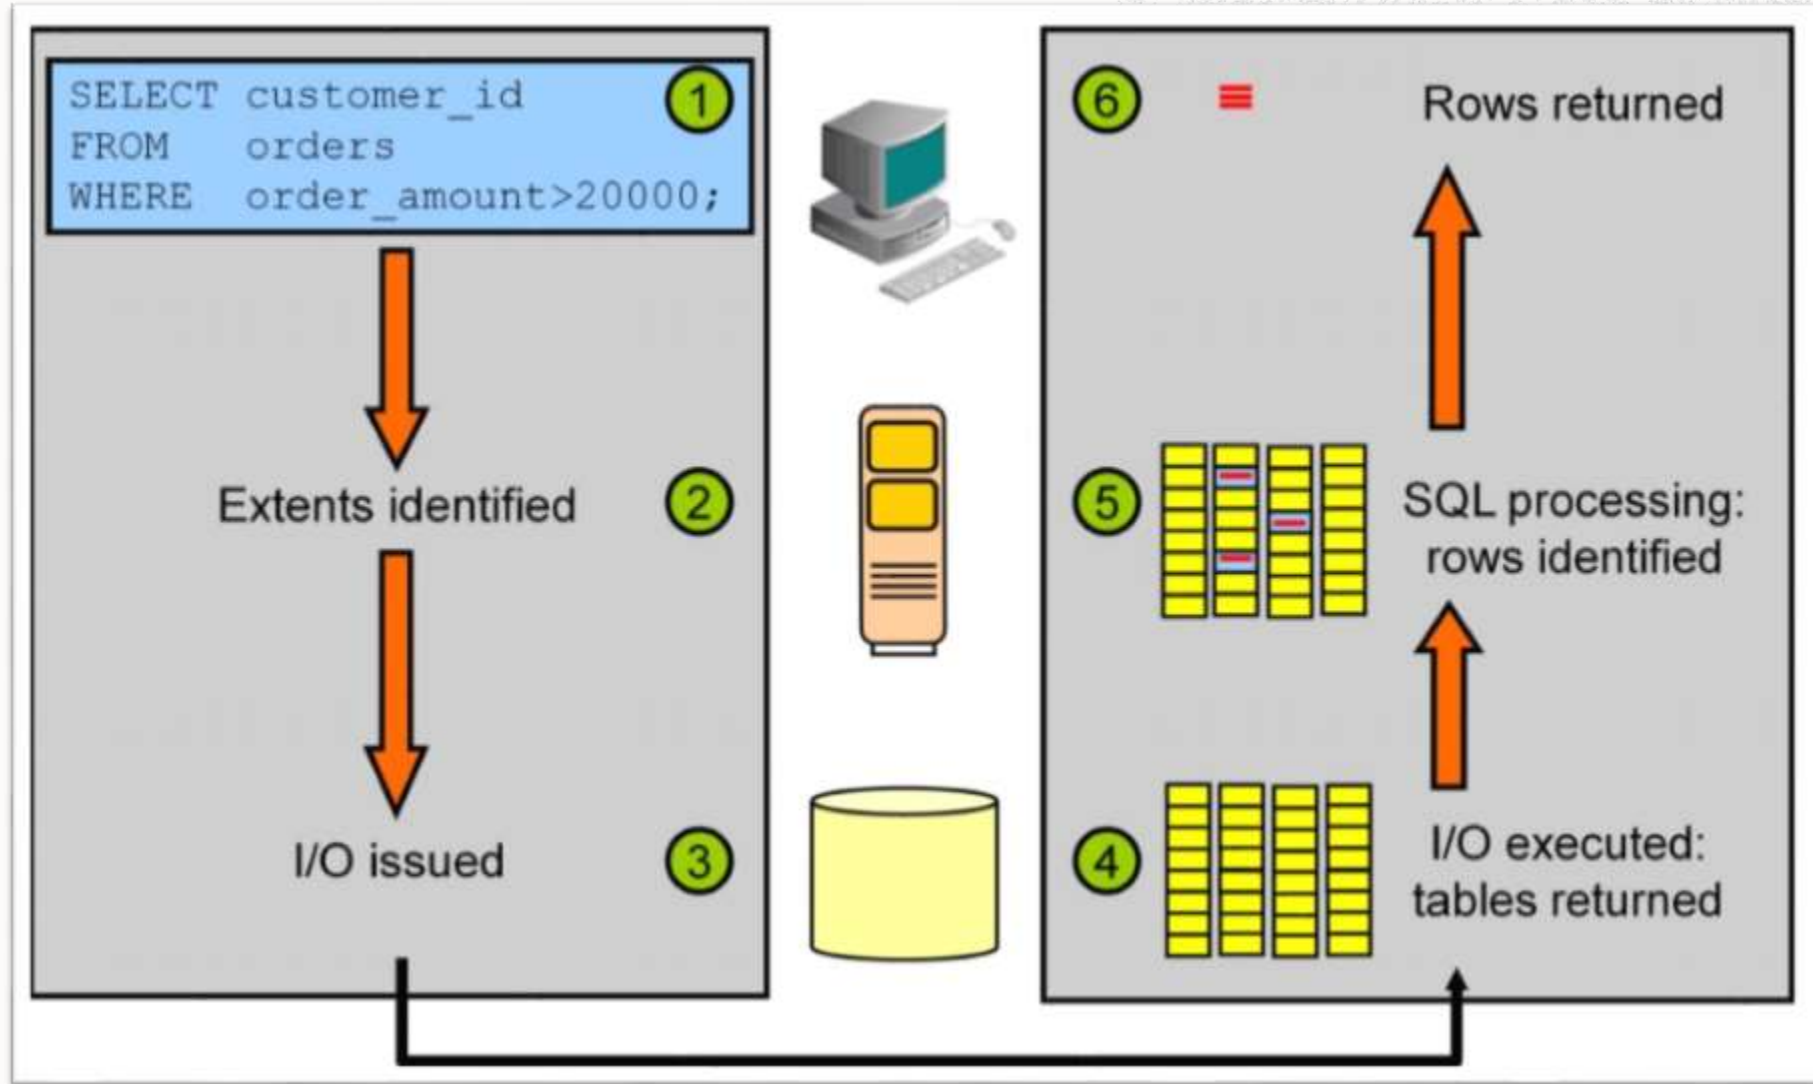 SELECT customer_id
FROM orders
WHERE order_amount>20000;
1
Extents identified
2
I/O issued
3
6
Rows returned
5
SQL processing:
rows identified
4
I/O executed:
tables returned